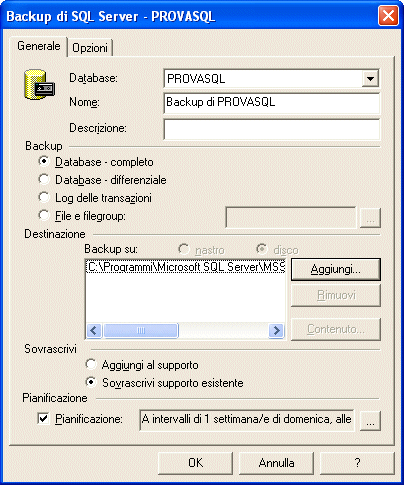 Backup di SQL Server - PROVASQL
Generale
Opzioni
Database:
PROVASQL
Nome:
Backup di PROVASQL
Descrizione:
Backup
Database - completo
Database - differenziale
Log delle transazioni
File e filegroup:
...
Destinazione
Backup su:
nastro
disco
C:\Programmi\Microsoft SQL Server\MSS
Aggiungi...
Rimuovi
Contenuto...
Sovrascrivi
Aggiungi al supporto
Sovrascrivi supporto esistente
Pianificazione
Pianificazione:
A intervalli di 1 settimana/e di domenica, alle
...
OK
Annulla
?